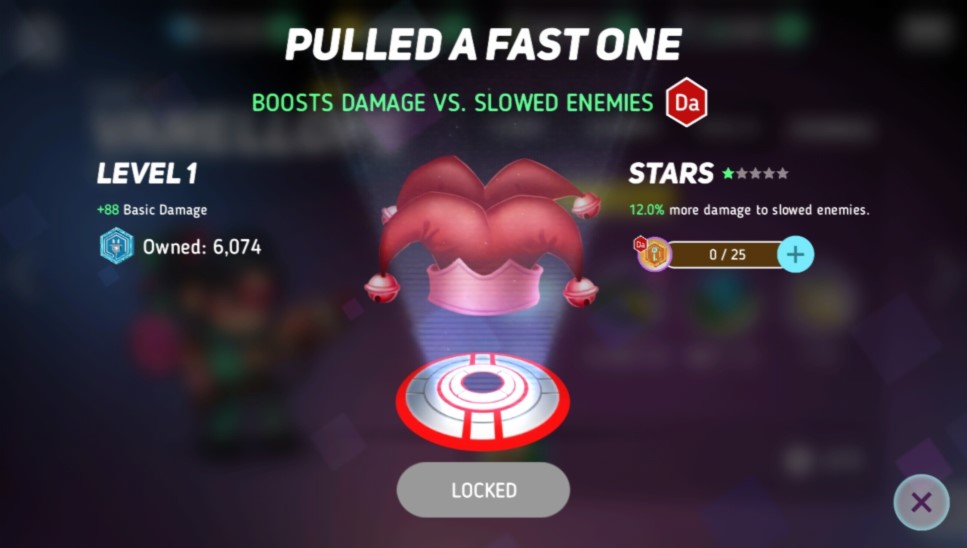 PULLED A FAST ONE
BOOSTS DAMAGE VS. SLOWED ENEMIES Da
LEVEL 1
+88 Basic Damage
Owned: 6,074
STARS
12.0% more damage to slowed enemies.
Da
0 / 25
LOCKED